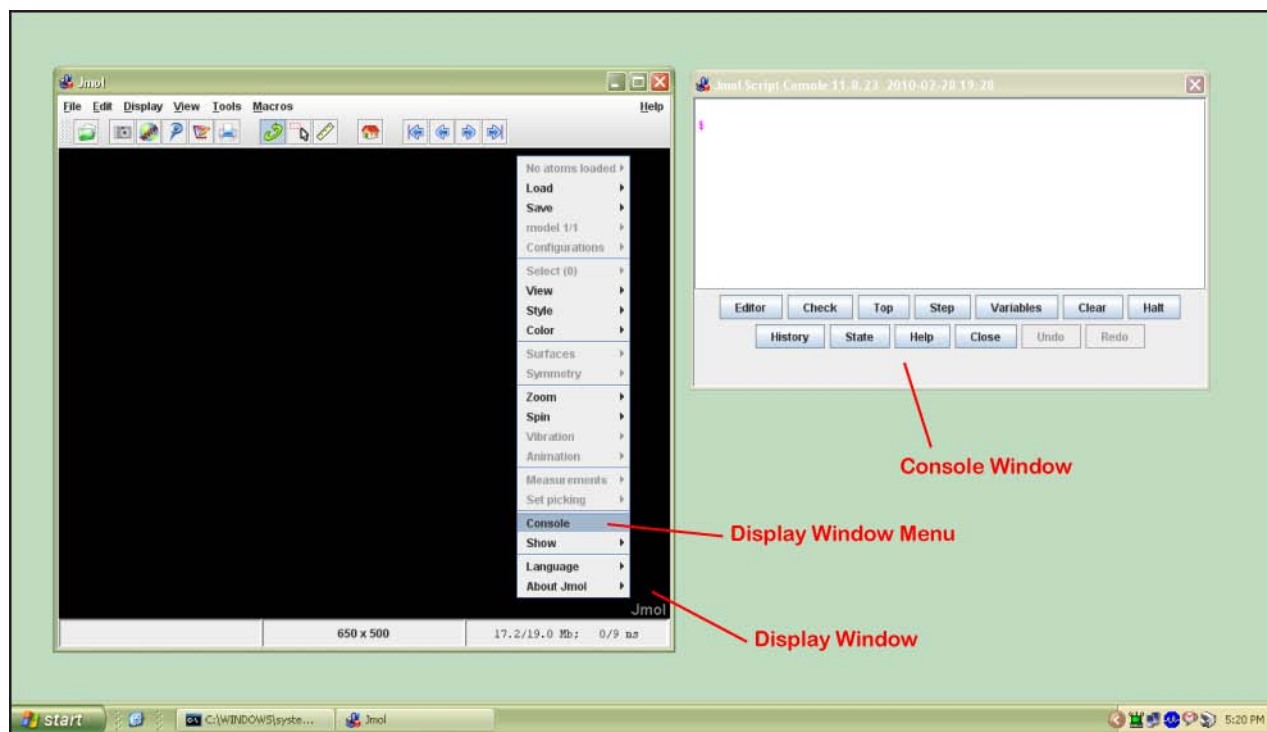 Jmol
File Edit Display View Tools Macros Help
No atoms loaded
Load
Save
model 1/1
Configurations
Select (0)
View
Style
Color
Surfaces
Symmetry
Zoom
Spin
Vibration
Animation
Measurements
Set picking
Console
Show
Language
About Jmol
Jmol
650 x 500
17.2/19.0 Mb; 0/9 ms
Jmol Script Console 11.8.23 2010-02-28 19:28
$
Editor Check Top Step Variables Clear Halt
History State Help Close Undo Redo
Console Window
Display Window Menu
Display Window
start
C:\WINDOWS\syste...
Jmol
5:20 PM